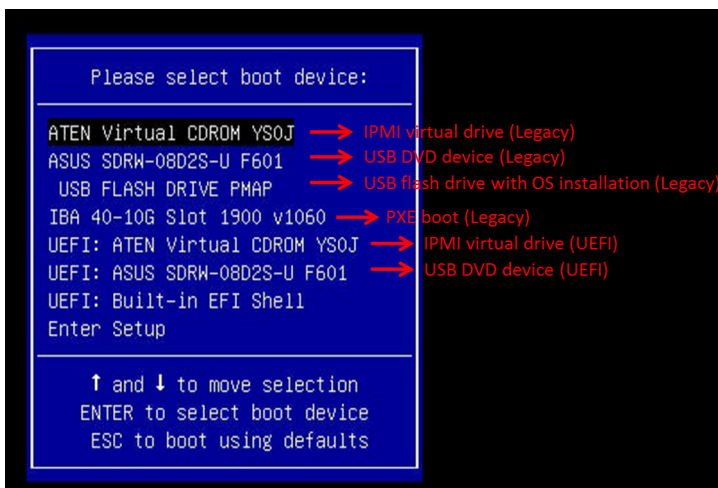 Please select boot device:
ATEN Virtual CDROM YS0J → IPMI virtual drive (Legacy)
ASUS SDRW-08D2S-U F601 → USB DVD device (Legacy)
USB FLASH DRIVE PMAP → USB flash drive with OS installation (Legacy)
IBA 40-10G Slot 1900 v1060 → PXE boot (Legacy)
UEFI: ATEN Virtual CDROM YS0J → IPMI virtual drive (UEFI)
UEFI: ASUS SDRW-08D2S-U F601 → USB DVD device (UEFI)
UEFI: Built-in EFI Shell
Enter Setup
↑ and ↓ to move selection
ENTER to select boot device
ESC to boot using defaults